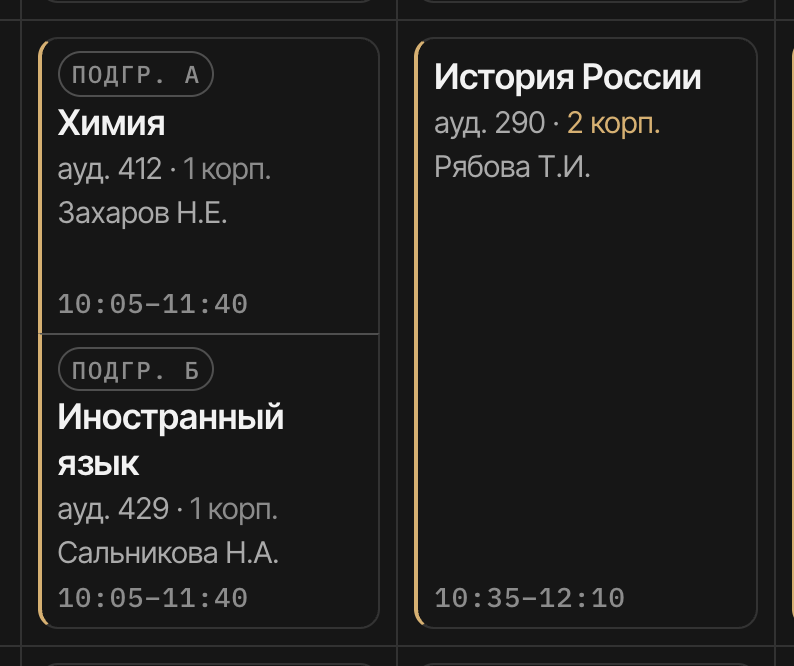 ПОДГР. А
Химия
ауд. 412 · 1 корп.
Захаров Н.Е.
10:05–11:40
ПОДГР. Б
Иностранный
язык
ауд. 429 · 1 корп.
Сальникова Н.А.
10:05–11:40
История России
ауд. 290 · 2 корп.
Рябова Т.И.
10:35–12:10